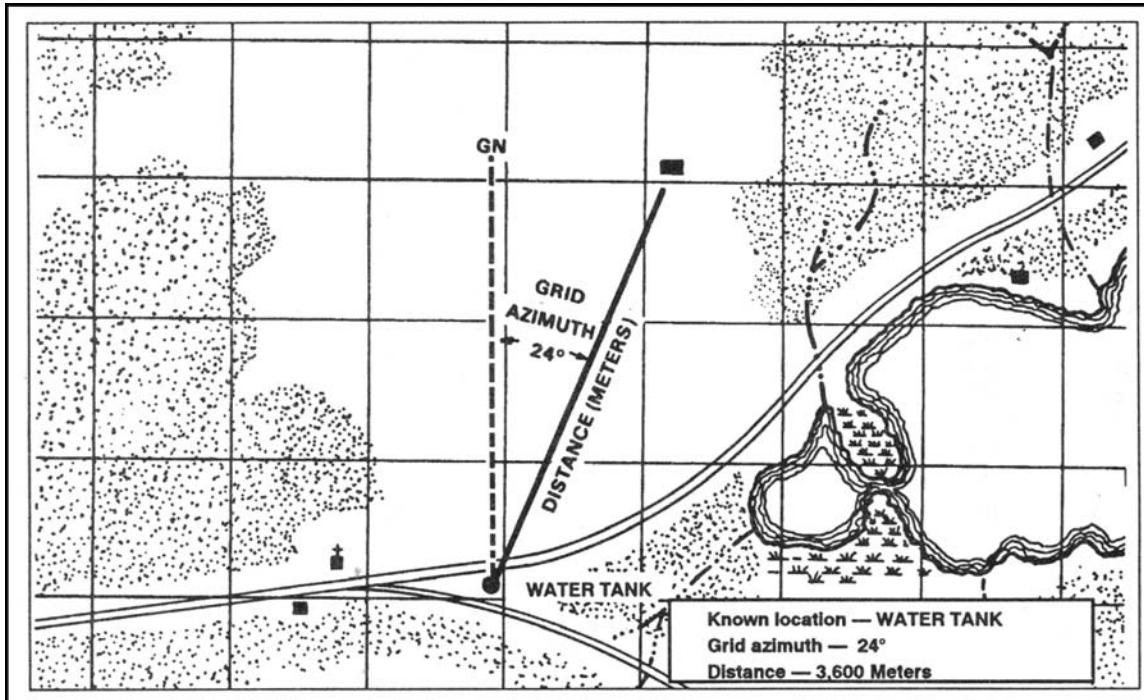 GN
GRID
AZIMUTH
24°
DISTANCE (METERS)
WATER TANK
Known location — WATER TANK
Grid azimuth — 24°
Distance — 3,600 Meters